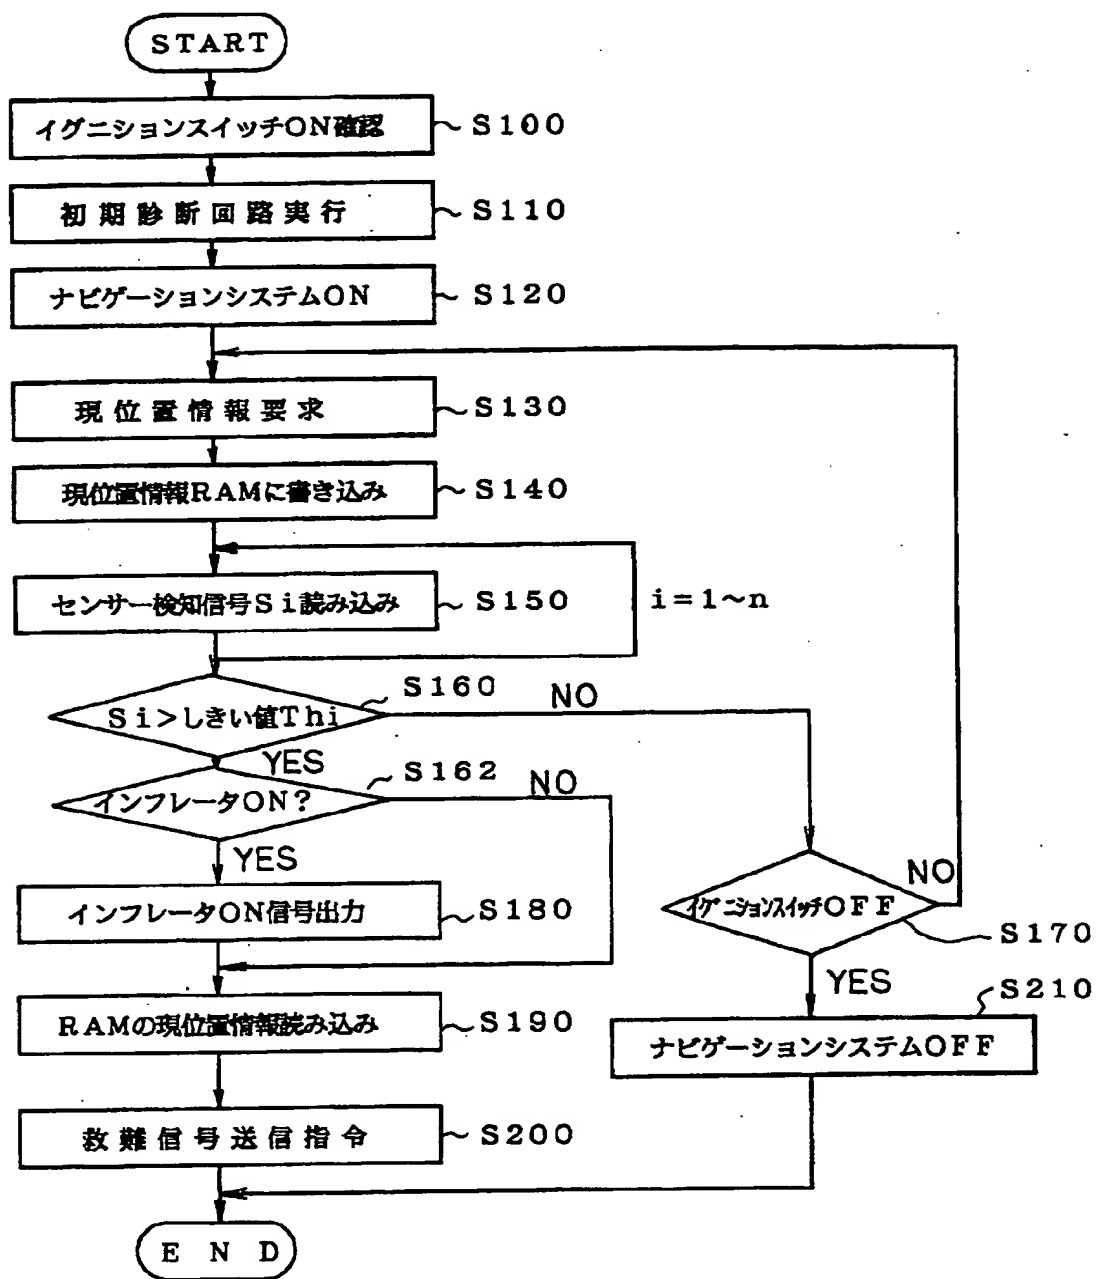 START
イグニションスイッチON確認
S100
初期診断回路実行
S110
ナビゲーションシステムON
S120
現位置情報要求
S130
現位置情報RAMに書き込み
S140
センサー検知信号Si読み込み
S150
i=1~n
Si>しきい値Thi
S160
NO
YES
インフレータON?
S162
NO
YES
インフレータON信号出力
S180
イグニションスイッチOFF
NO
S170
YES
RAMの現位置情報読み込み
S190
S210
ナビゲーションシステムOFF
救難信号送信指令
S200
END